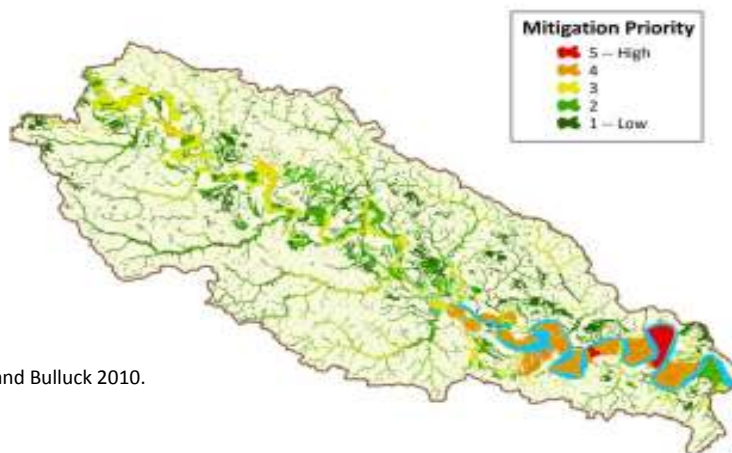 Mitigation Priority
5 -- High
4
3
2
1 -- Low
and Bulluck 2010.